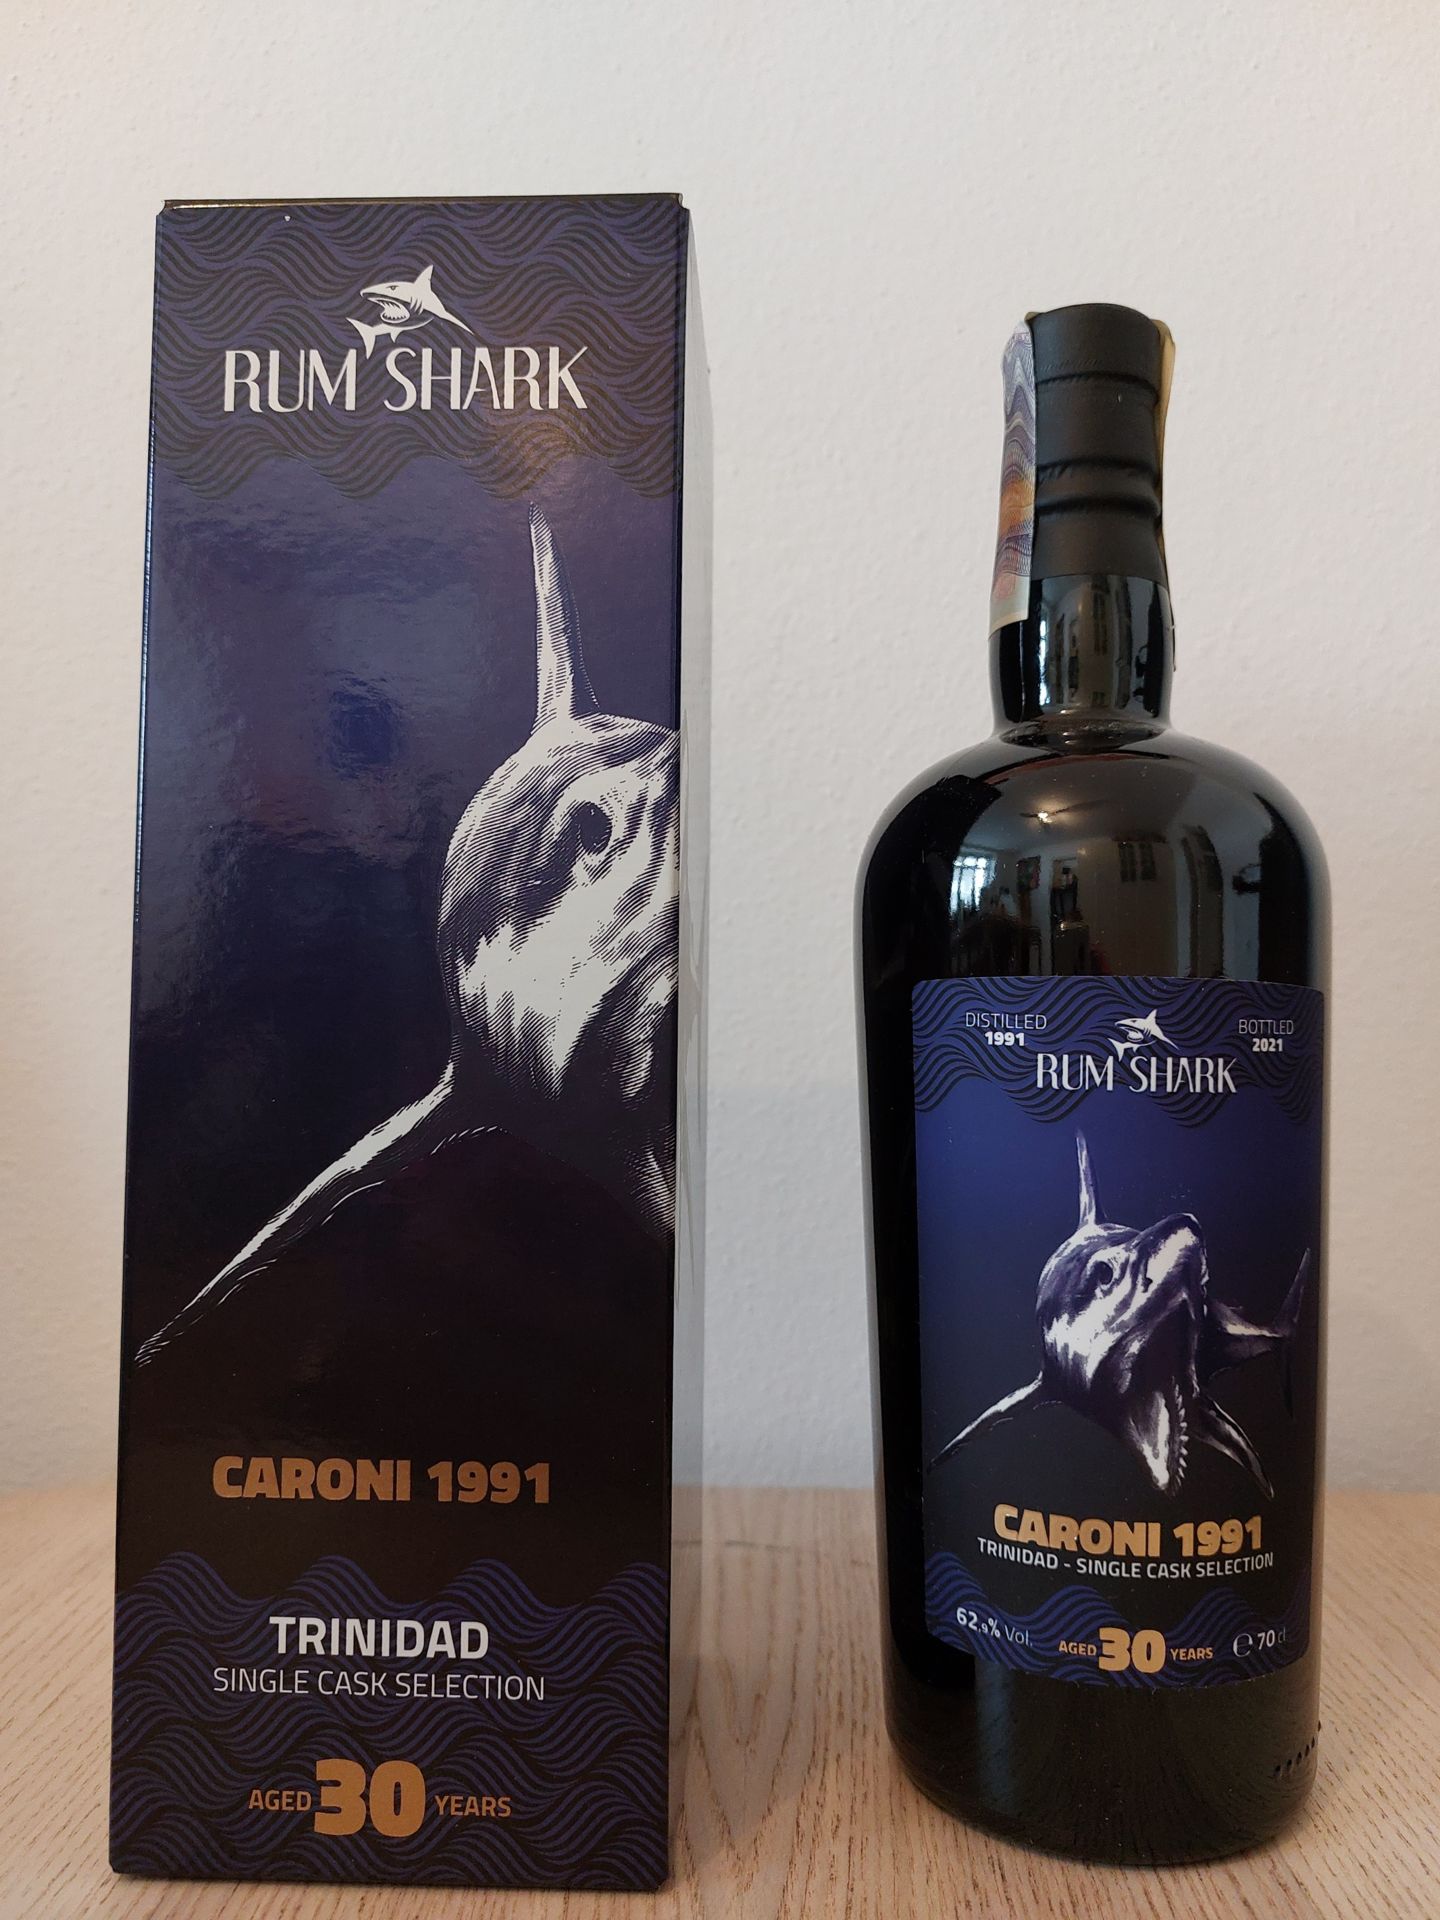 RUM SHARK
CARONI 1991
TRINIDAD
SINGLE CASK SELECTION
AGED 30 YEARS
DISTILLED
1991
BOTTLED
2021
RUM SHARK
CARONI 1991
TRINIDAD - SINGLE CASK SELECTION
62,9% Vol.
AGED 30 YEARS
℮ 70 cl